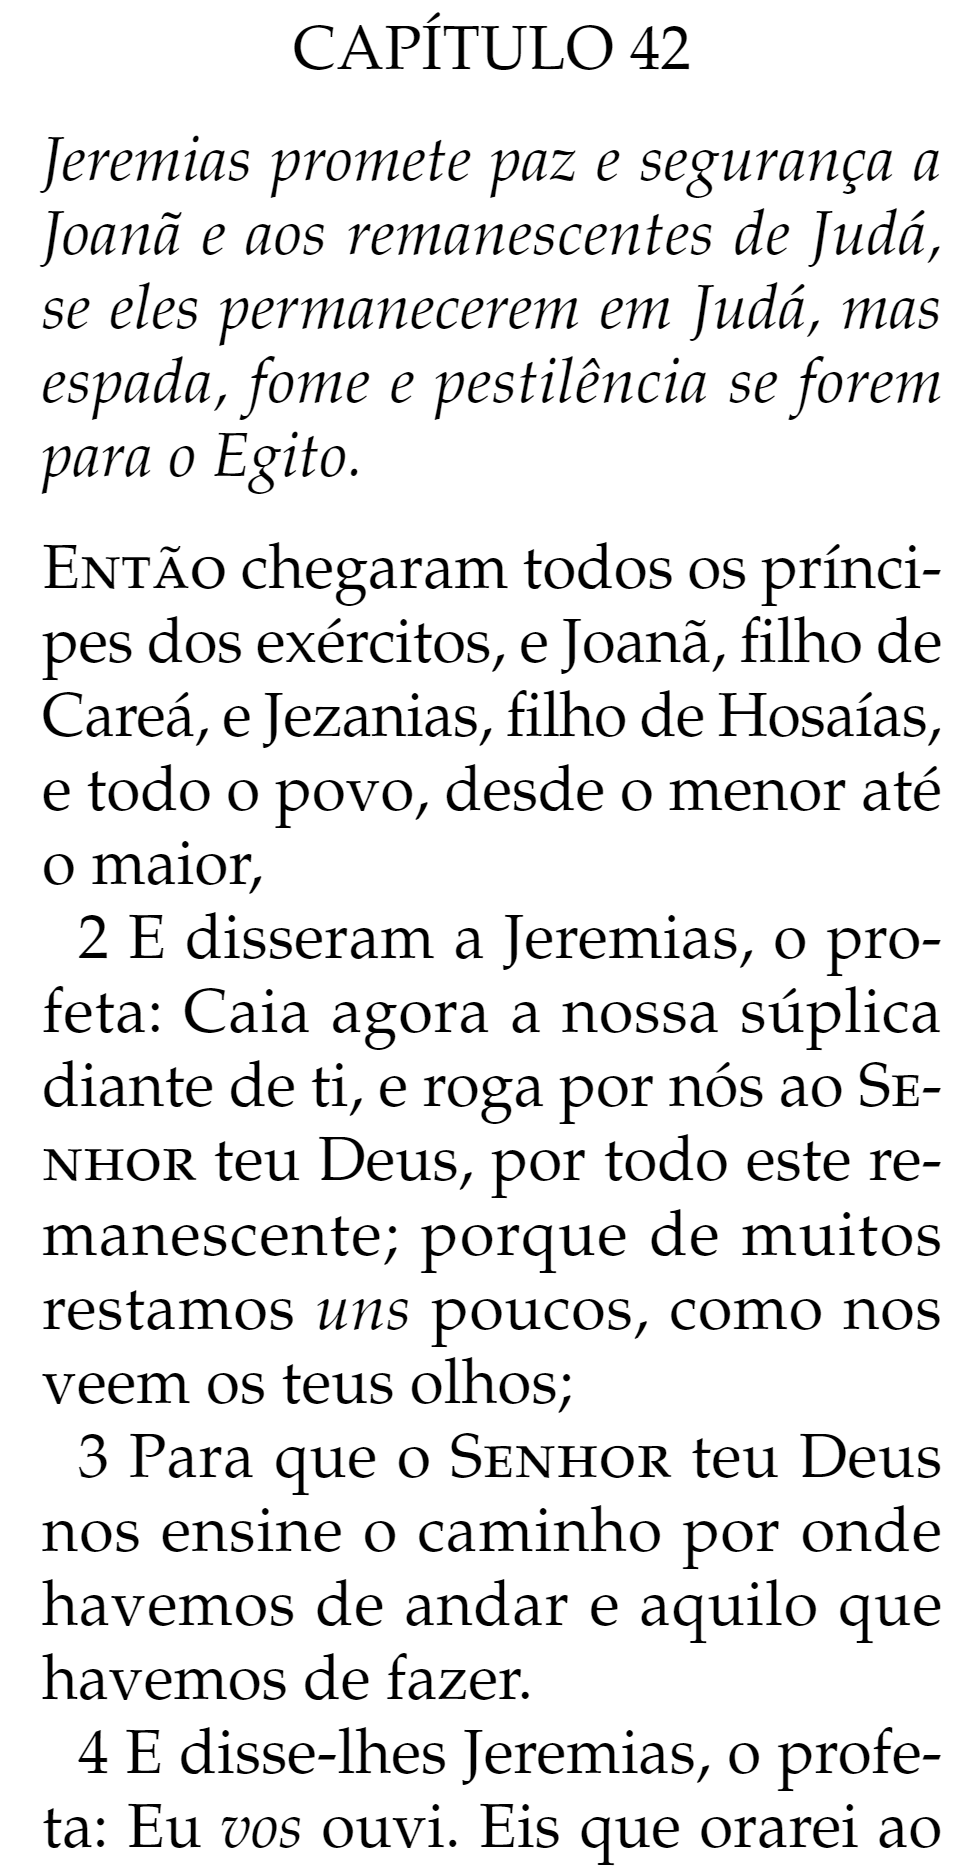 CAPÍTULO 42
Jeremias promete paz e segurança a
Joanã e aos remanescentes de Judá,
se eles permanecerem em Judá, mas
espada, fome e pestilência se forem
para o Egito.
ENTÃO chegaram todos os prínci-
pes dos exércitos, e Joanã, filho de
Careá, e Jezanias, filho de Hosaías,
e todo o povo, desde o menor até
o maior,
2 E disseram a Jeremias, o pro-
feta: Caia agora a nossa súplica
diante de ti, e roga por nós ao SE-
NHOR teu Deus, por todo este re-
manescente; porque de muitos
restamos uns poucos, como nos
veem os teus olhos;
3 Para que o SENHOR teu Deus
nos ensine o caminho por onde
havemos de andar e aquilo que
havemos de fazer.
4 E disse-lhes Jeremias, o profe-
ta: Eu vos ouvi. Eis que orarei ao